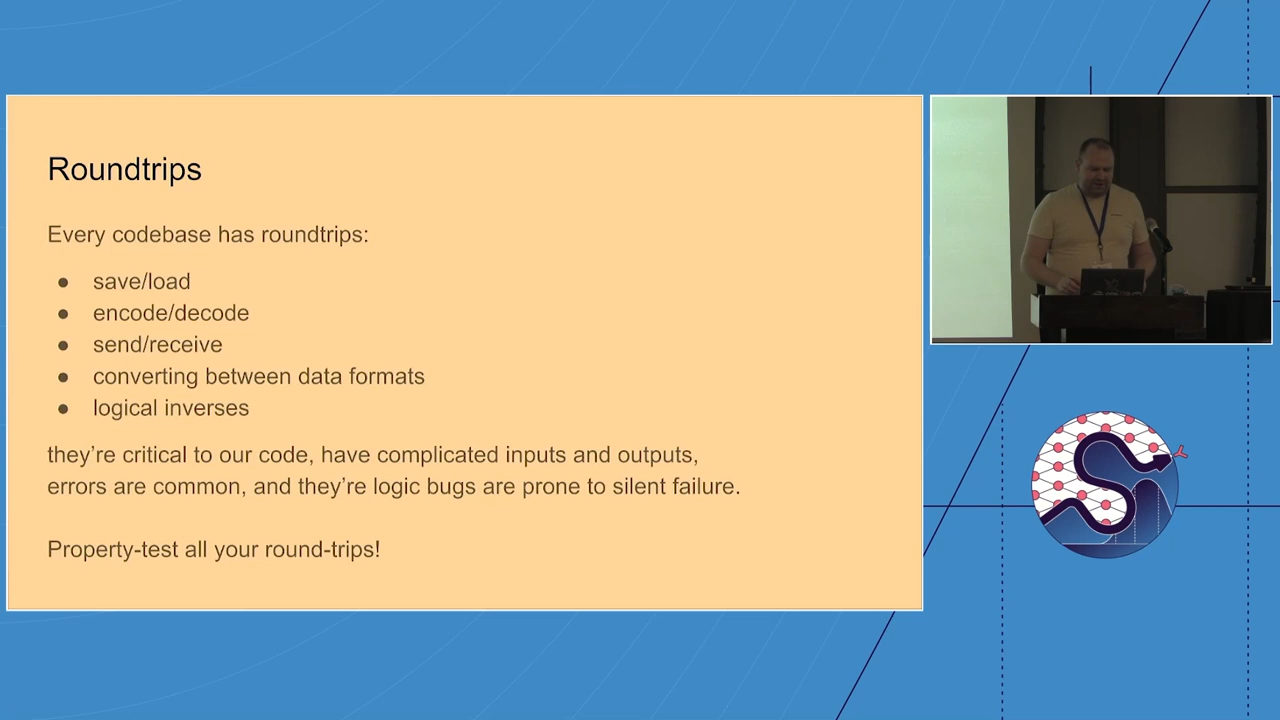 Roundtrips
Every codebase has roundtrips:
● save/load
● encode/decode
● send/receive
● converting between data formats
● logical inverses
they’re critical to our code, have complicated inputs and outputs,
errors are common, and they’re logic bugs are prone to silent failure.
Property-test all your round-trips!